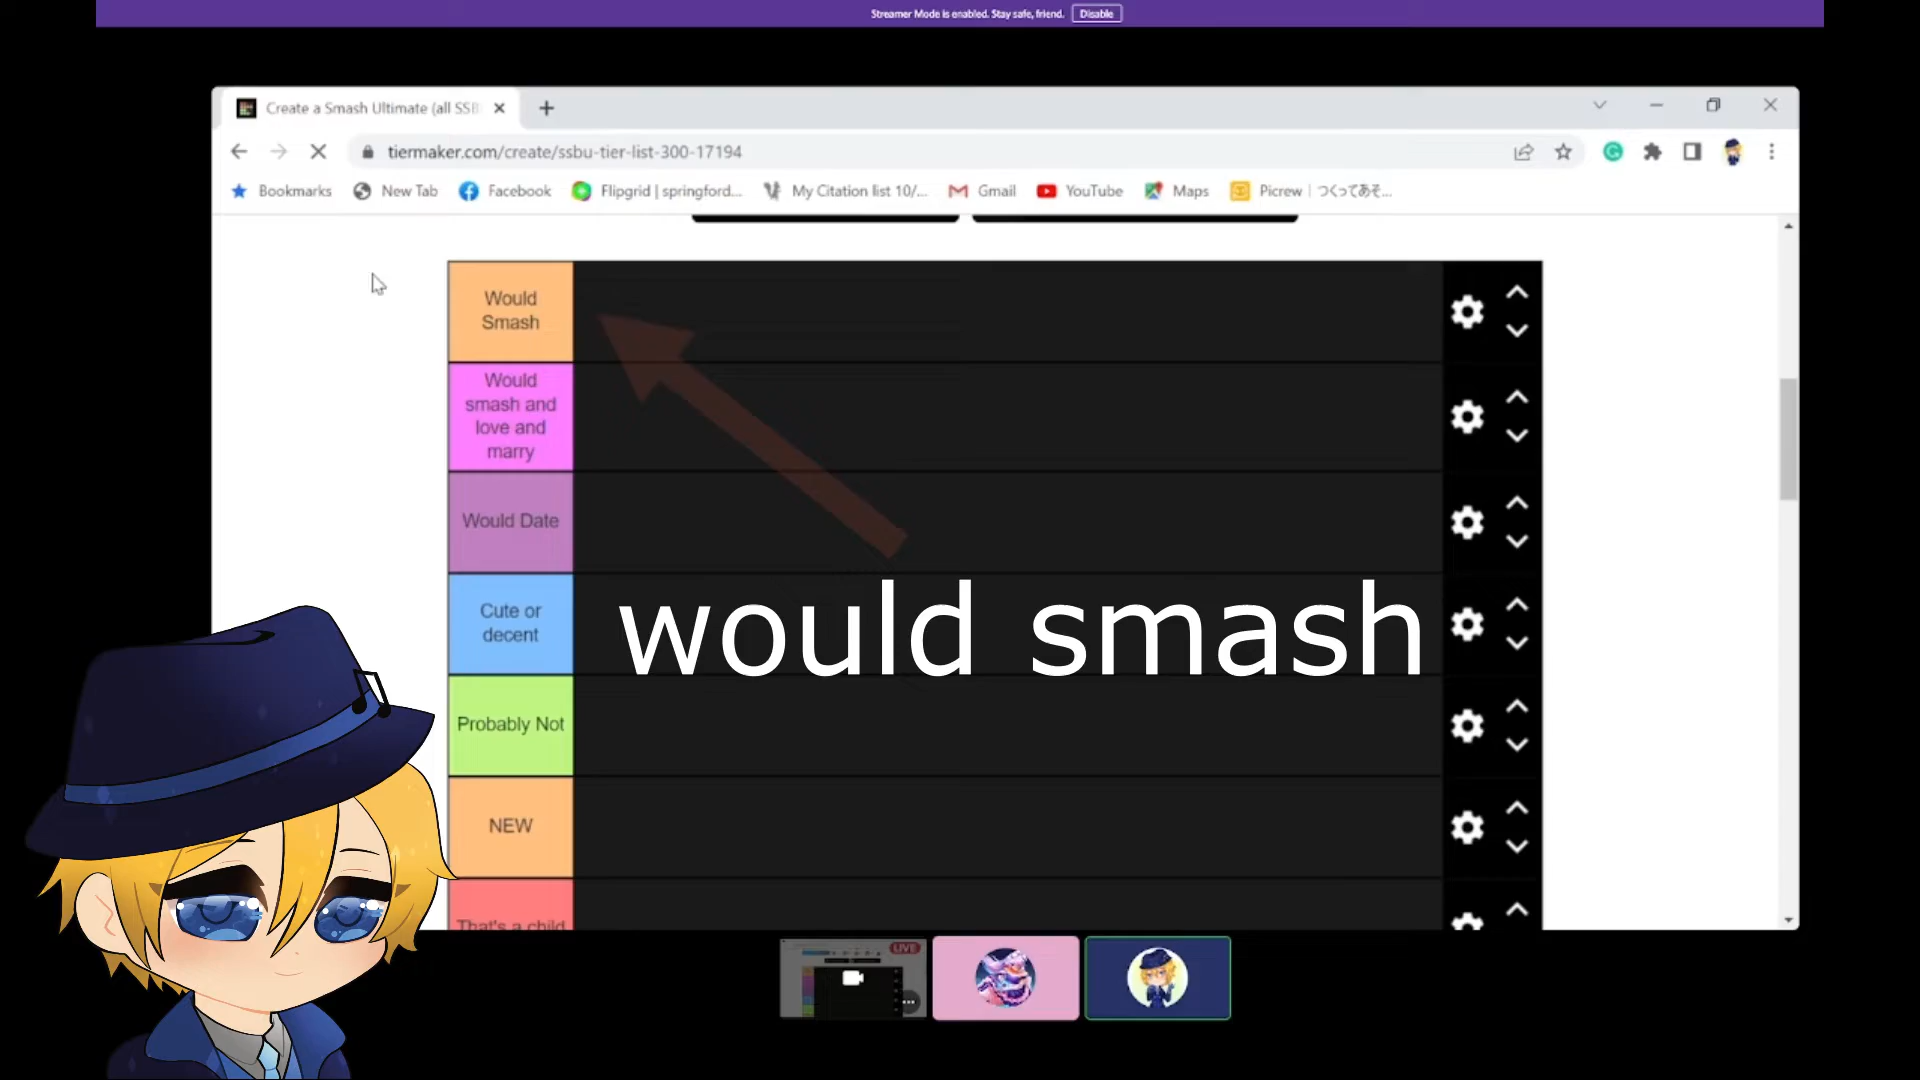 Streamer Mode is enabled. Stay safe, friend. Disable
Create a Smash Ultimate (all SSB
tiermaker.com/create/ssbu-tier-list-300-17194
Bookmarks New Tab Facebook Flipgrid | springford... My Citation list 10/... Gmail YouTube Maps Picrew | つくってあそ...
Would
Smash
Would
smash and
love and
marry
Would Date
Cute or
decent
would smash
Probably Not
NEW
That's a child
LIVE